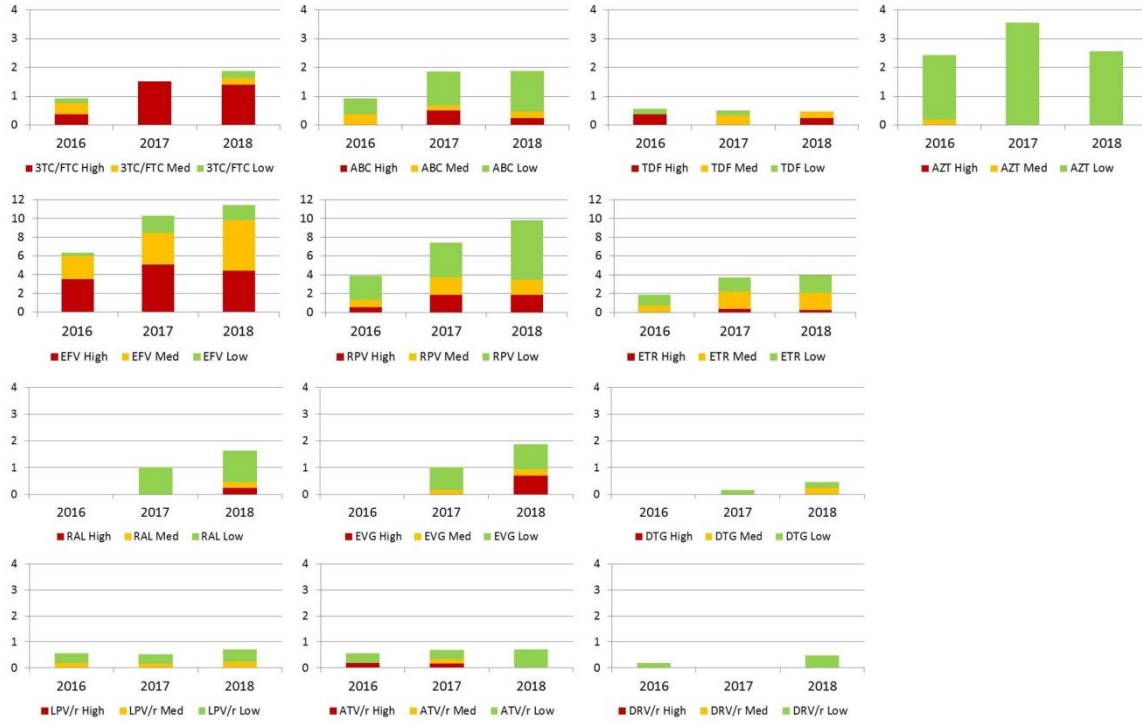 4
3
2
1
0
2016 2017 2018
3TC/FTC High 3TC/FTC Med 3TC/FTC Low
4
3
2
1
0
2016 2017 2018
ABC High ABC Med ABC Low
4
3
2
1
0
2016 2017 2018
TDF High TDF Med TDF Low
4
3
2
1
0
2016 2017 2018
AZT High AZT Med AZT Low
12
10
8
6
4
2
0
2016 2017 2018
EFV High EFV Med EFV Low
12
10
8
6
4
2
0
2016 2017 2018
RPV High RPV Med RPV Low
12
10
8
6
4
2
0
2016 2017 2018
ETR High ETR Med ETR Low
4
3
2
1
0
2016 2017 2018
RAL High RAL Med RAL Low
4
3
2
1
0
2016 2017 2018
EVG High EVG Med EVG Low
4
3
2
1
0
2016 2017 2018
DTG High DTG Med DTG Low
4
3
2
1
0
2016 2017 2018
LPV/r High LPV/r Med LPV/r Low
4
3
2
1
0
2016 2017 2018
ATV/r High ATV/r Med ATV/r Low
4
3
2
1
0
2016 2017 2018
DRV/r High DRV/r Med DRV/r Low